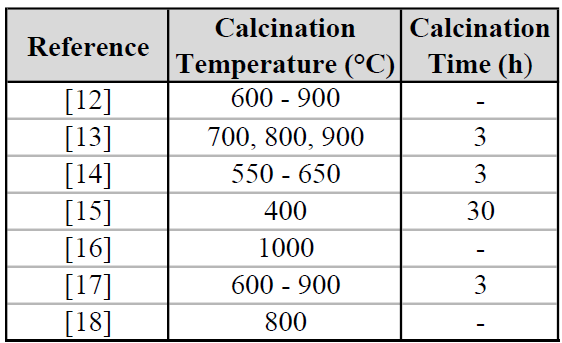 Reference Calcination Temperature (°C) Calcination Time (h)
[12] 600 - 900 -
[13] 700, 800, 900 3
[14] 550 - 650 3
[15] 400 30
[16] 1000 -
[17] 600 - 900 3
[18] 800 -